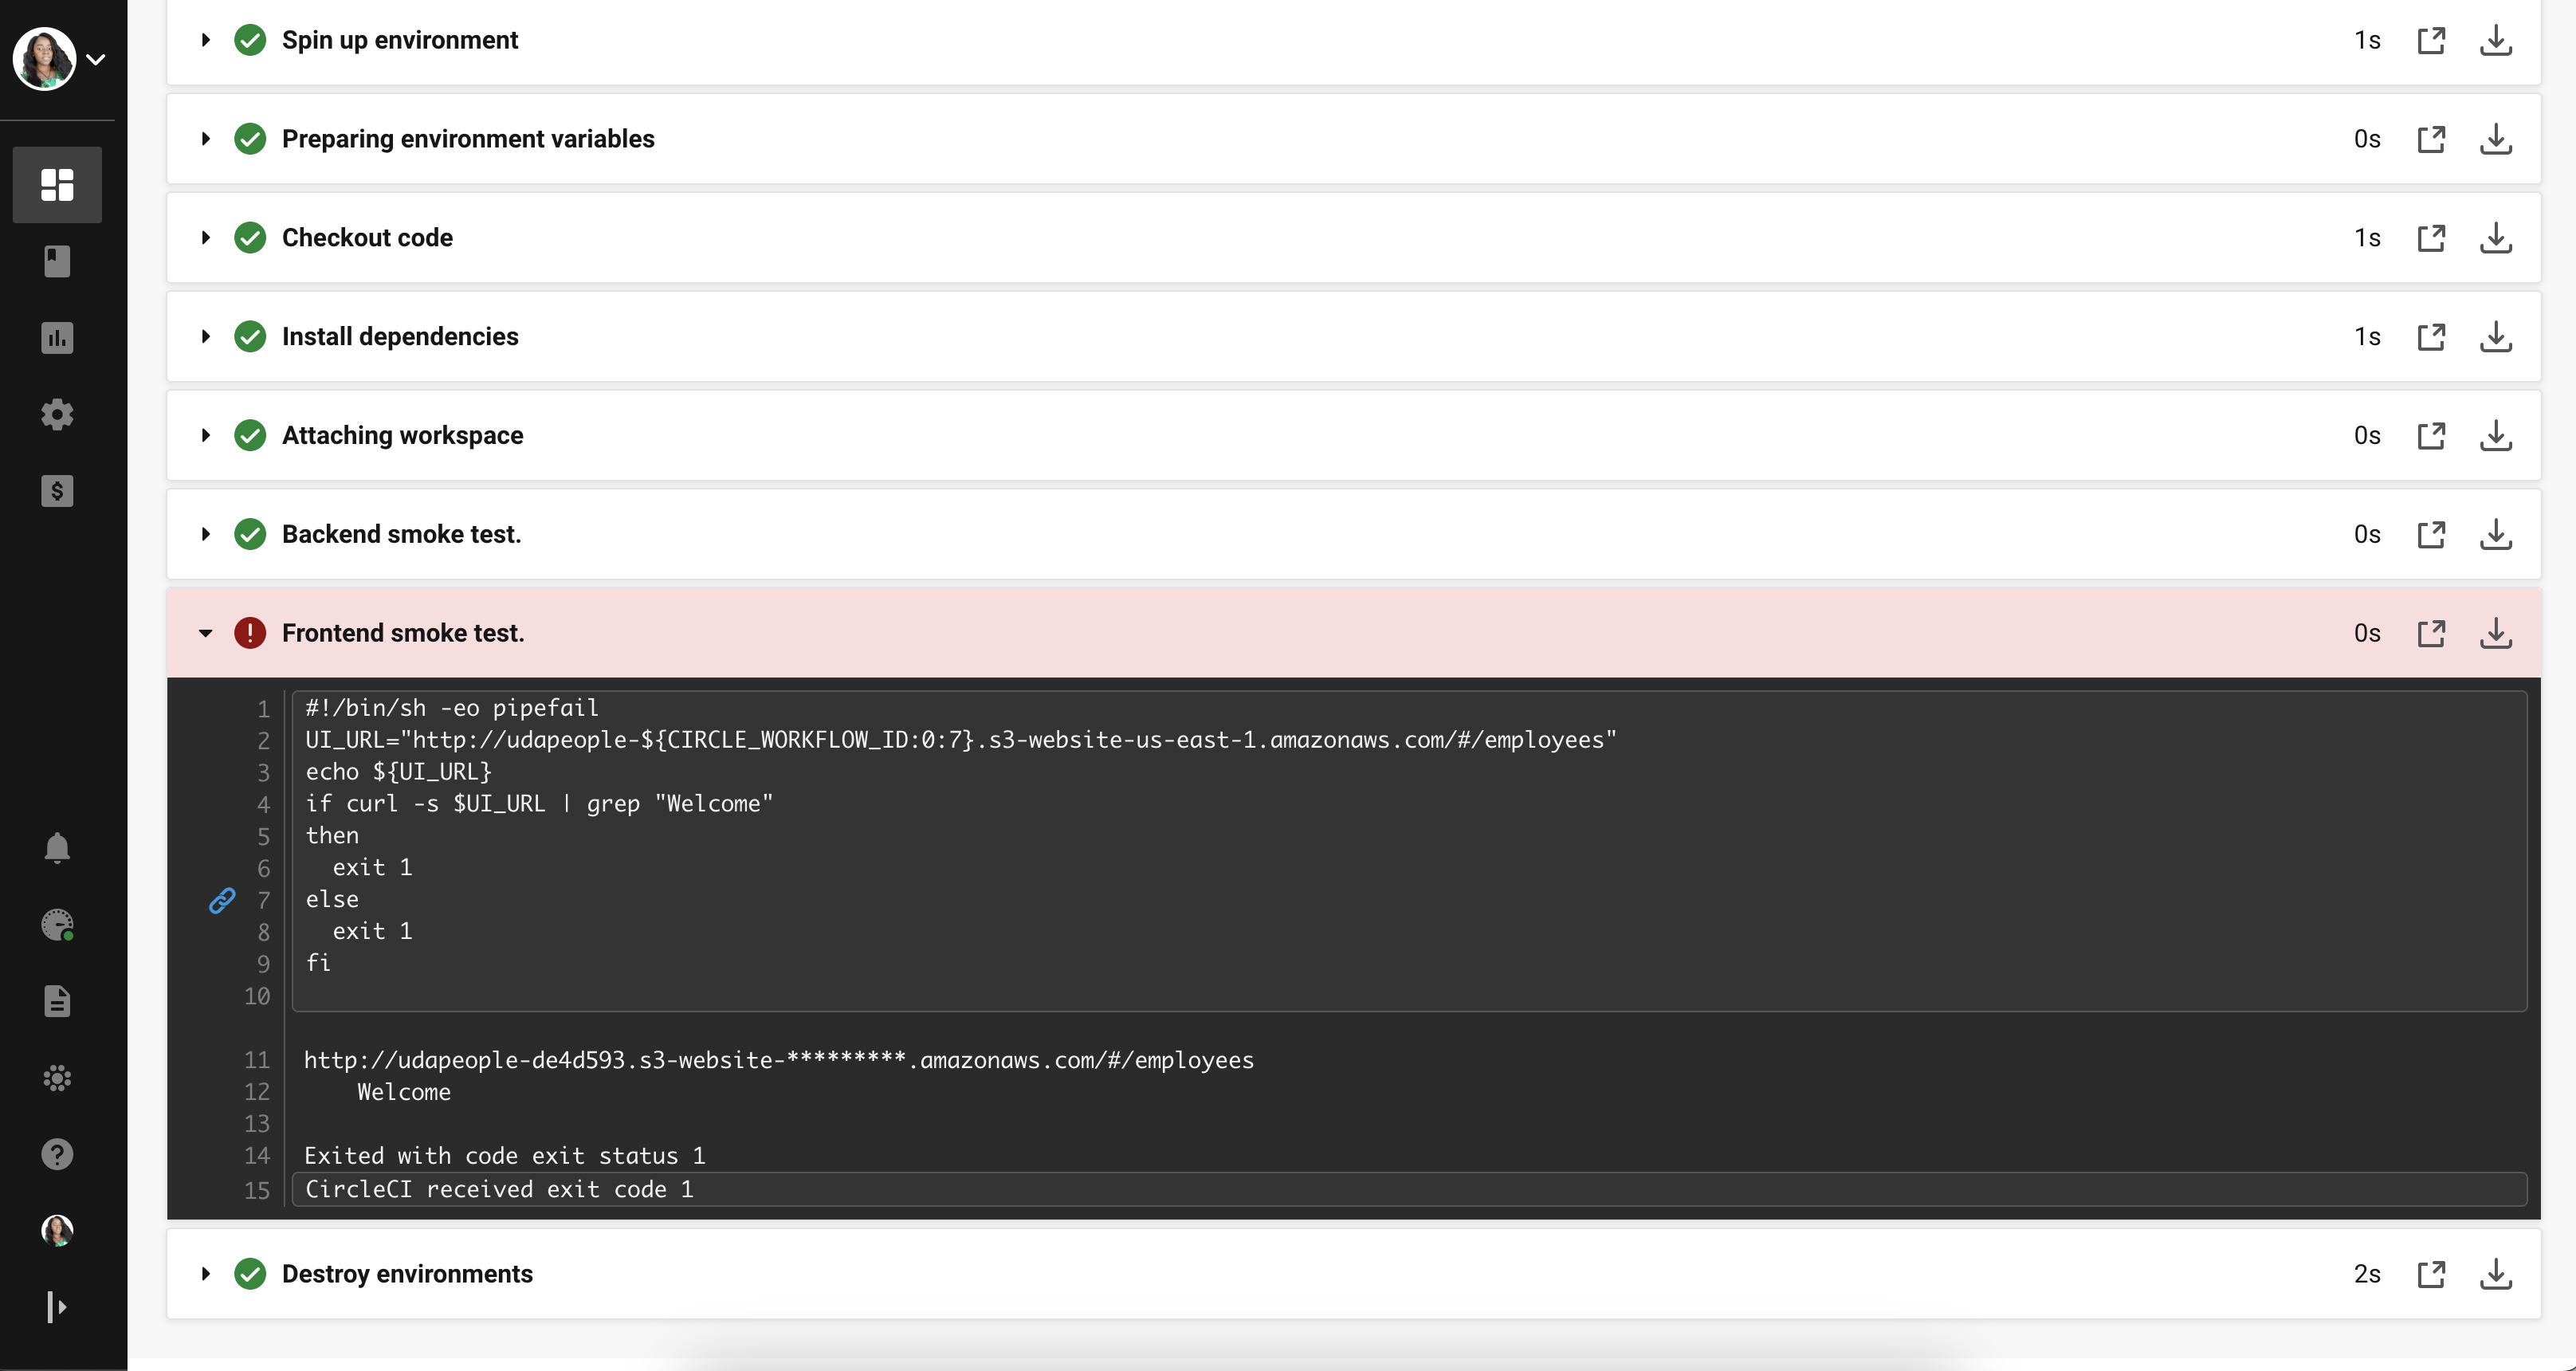 Spin up environment 1s
Preparing environment variables 0s
Checkout code 1s
Install dependencies 1s
Attaching workspace 0s
Backend smoke test. 0s
Frontend smoke test. 0s
1 #!/bin/sh -eo pipefail
2 UI_URL="http://udapeople-${CIRCLE_WORKFLOW_ID:0:7}.s3-website-us-east-1.amazonaws.com/#/employees"
3 echo ${UI_URL}
4 if curl -s $UI_URL | grep "Welcome"
5 then
6   exit 1
7 else
8   exit 1
9 fi
10
11 http://udapeople-de4d593.s3-website-*********.amazonaws.com/#/employees
12     Welcome
13
14 Exited with code exit status 1
15 CircleCI received exit code 1
Destroy environments 2s